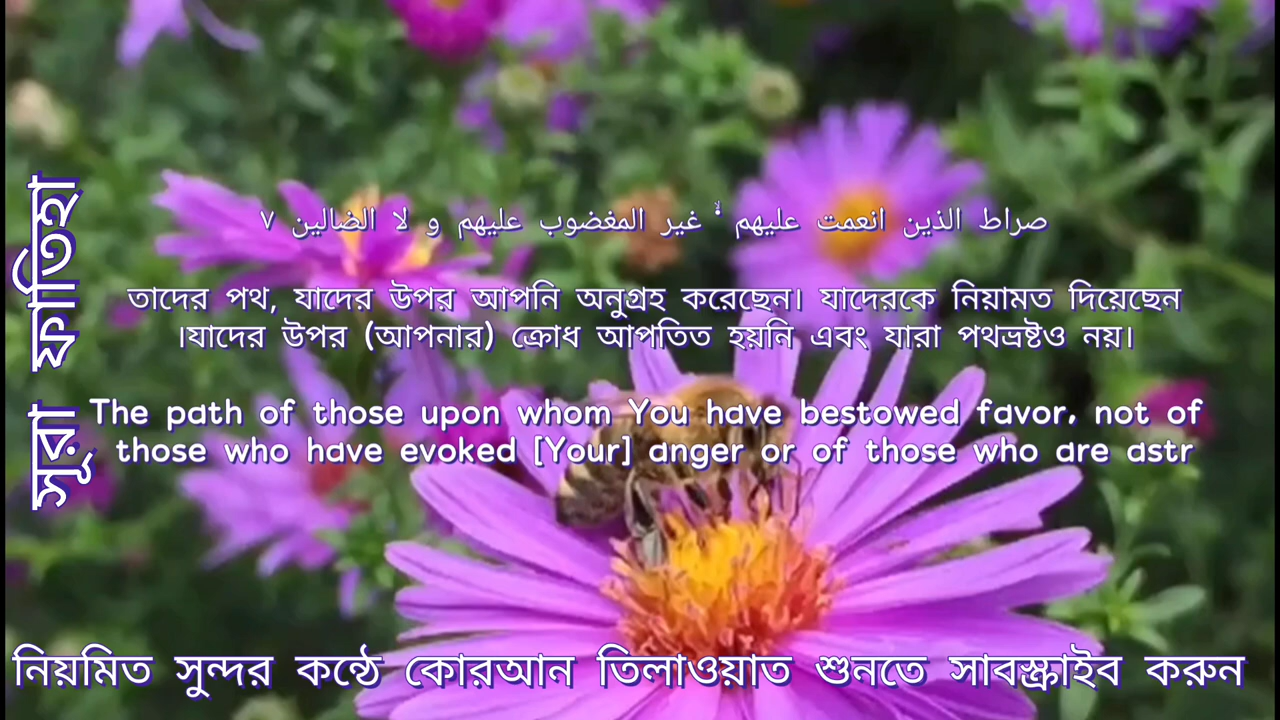 সূরা ফাতিহা
صراط الذين انعمت عليهم ۙ۬ غير المغضوب عليهم و لا الضالين ٧
তাদের পথ, যাদের উপর আপনি অনুগ্রহ করেছেন। যাদেরকে নিয়ামত দিয়েছেন
।যাদের উপর (আপনার) ক্রোধ আপতিত হয়নি এবং যারা পথভ্রষ্টও নয়।
The path of those upon whom You have bestowed favor, not of
those who have evoked [Your] anger or of those who are astr
নিয়মিত সুন্দর কন্ঠে কোরআন তিলাওয়াত শুনতে সাবস্ক্রাইব করুন